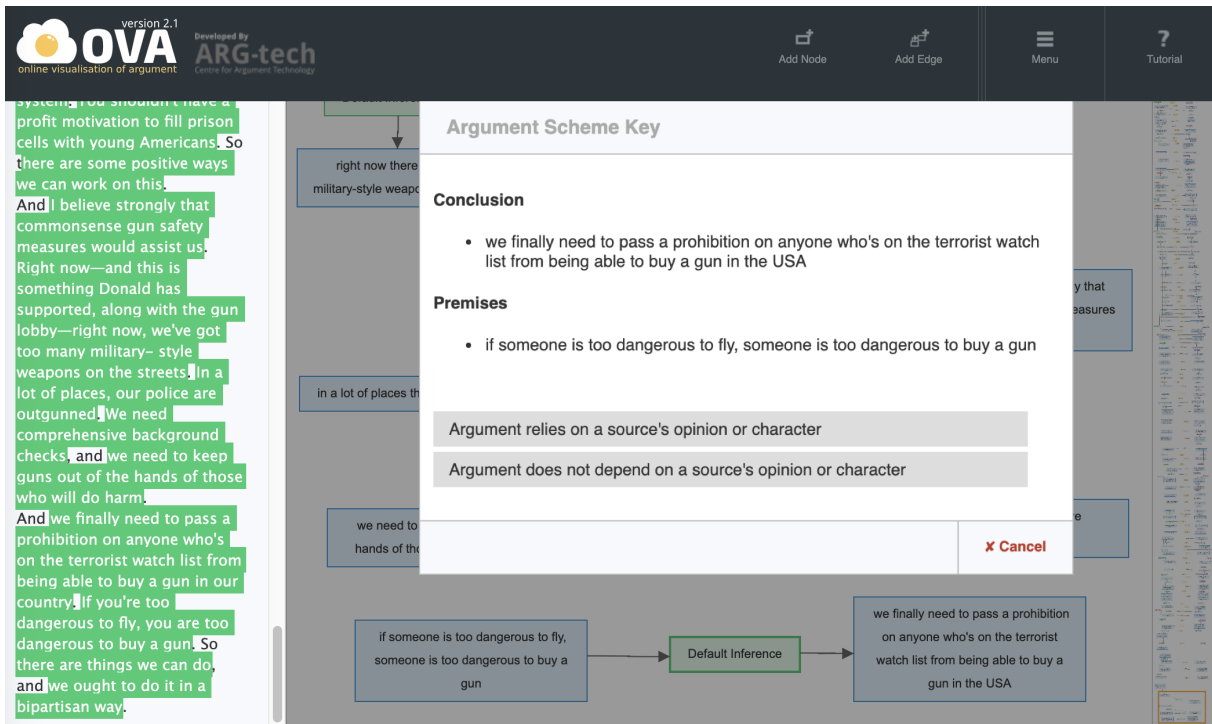 version 2.1
OVA
online visualisation of argument
Developed By
ARG-tech
Centre for Argument Technology
Add Node
Add Edge
Menu
?
Tutorial
system. You shouldn't have a
profit motivation to fill prison
cells with young Americans. So
there are some positive ways
we can work on this.
And I believe strongly that
commonsense gun safety
measures would assist us.
Right now—and this is
something Donald has
supported, along with the gun
lobby—right now, we've got
too many military– style
weapons on the streets. In a
lot of places, our police are
outgunned. We need
comprehensive background
checks, and we need to keep
guns out of the hands of those
who will do harm.
And we finally need to pass a
prohibition on anyone who's
on the terrorist watch list from
being able to buy a gun in our
country. If you're too
dangerous to fly, you are too
dangerous to buy a gun. So
there are things we can do,
and we ought to do it in a
bipartisan way.
right now there
military-style weapo
in a lot of places th
we need to
hands of tho
y that
easures
e
Argument Scheme Key
Conclusion
• we finally need to pass a prohibition on anyone who's on the terrorist watch
list from being able to buy a gun in the USA
Premises
• if someone is too dangerous to fly, someone is too dangerous to buy a gun
Argument relies on a source's opinion or character
Argument does not depend on a source's opinion or character
✘ Cancel
if someone is too dangerous to fly,
someone is too dangerous to buy a
gun
Default Inference
we finally need to pass a prohibition
on anyone who's on the terrorist
watch list from being able to buy a
gun in the USA